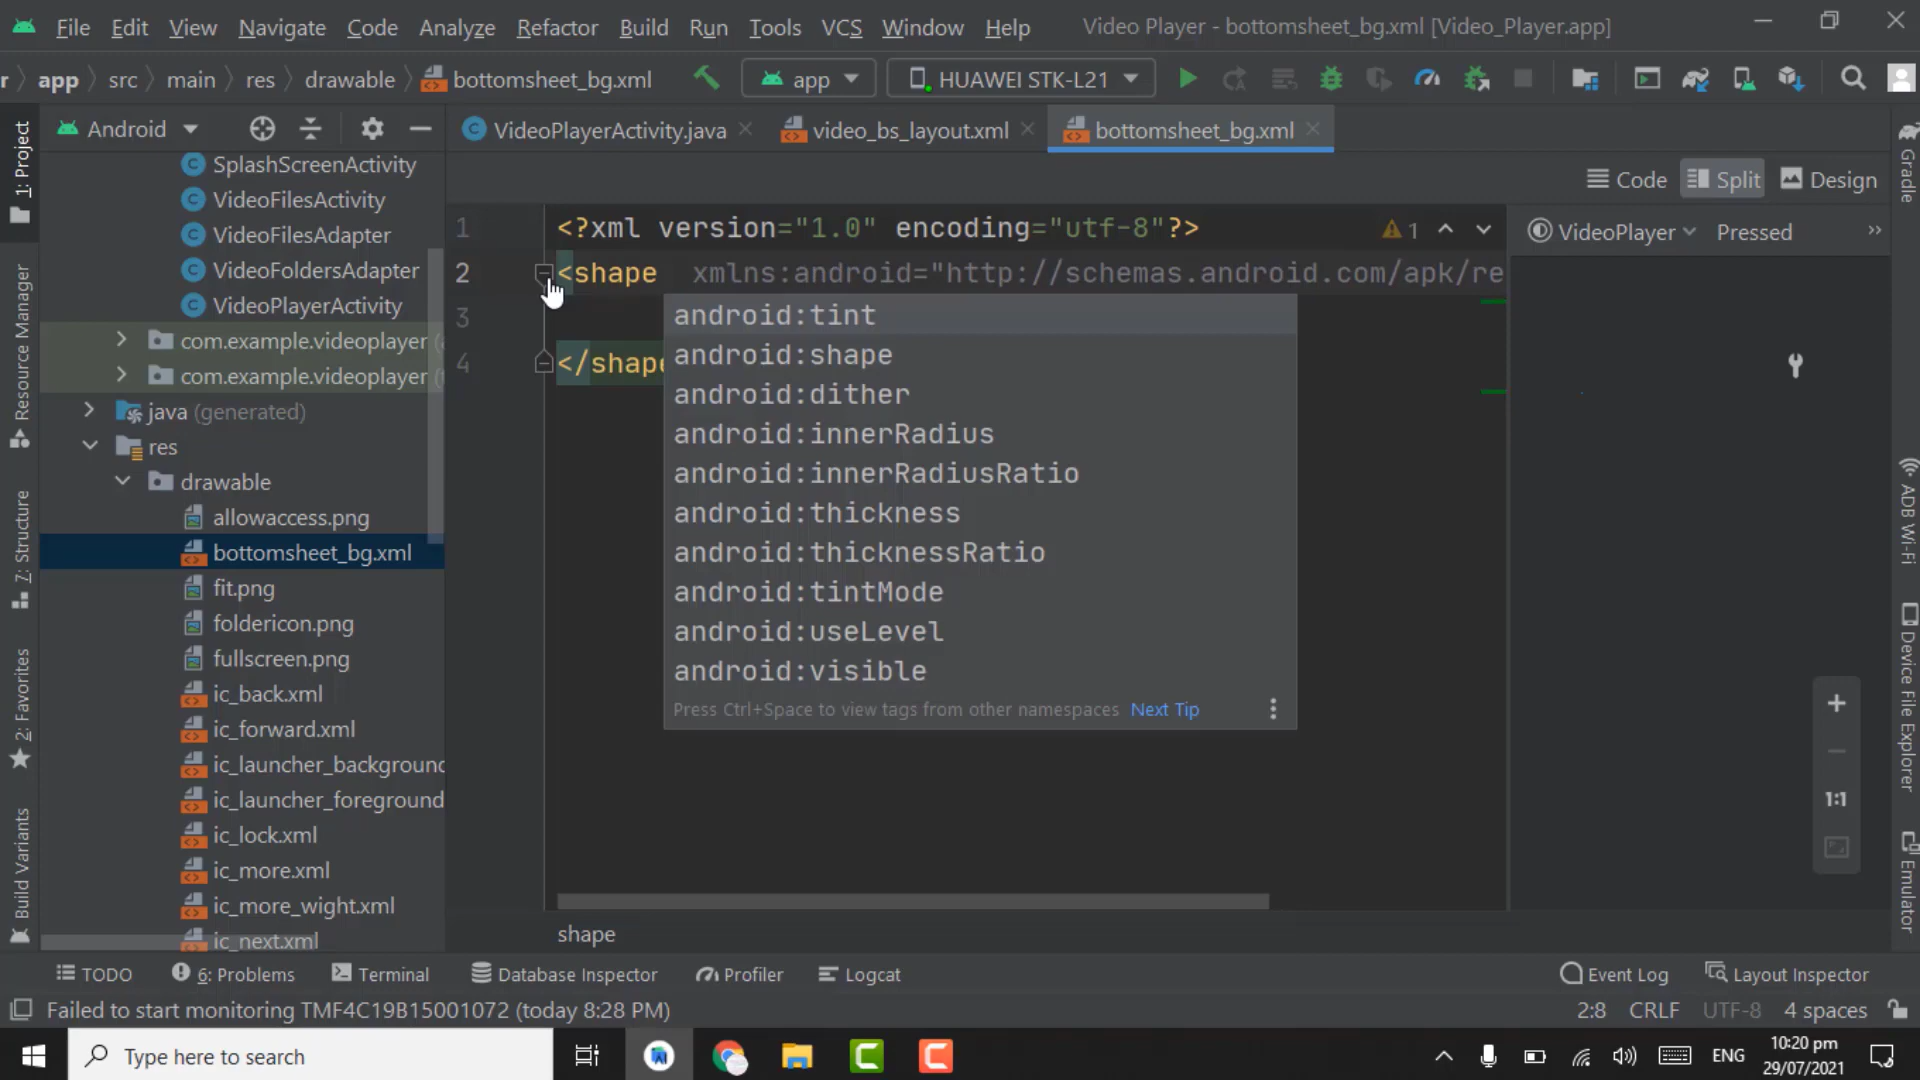 File Edit View Navigate Code Analyze Refactor Build Run Tools VCS Window Help Video Player - bottomsheet_bg.xml [Video_Player.app]
r app src main res drawable bottomsheet_bg.xml app HUAWEI STK-L21
Android VideoPlayerActivity.java video_bs_layout.xml bottomsheet_bg.xml
1: Project
Resource Manager
7: Structure
2: Favorites
Build Variants
SplashScreenActivity
VideoFilesActivity
VideoFilesAdapter
VideoFoldersAdapter
VideoPlayerActivity
com.example.videoplayer
com.example.videoplayer
java (generated)
res
drawable
allowaccess.png
bottomsheet_bg.xml
fit.png
foldericon.png
fullscreen.png
ic_back.xml
ic_forward.xml
ic_launcher_background
ic_launcher_foreground
ic_lock.xml
ic_more.xml
ic_more_wight.xml
ic_next.xml
Code Split Design
VideoPlayer Pressed
1 <?xml version="1.0" encoding="utf-8"?> 1
2 <shape xmlns:android="http://schemas.android.com/apk/re
3
4 </shape
android:tint
android:shape
android:dither
android:innerRadius
android:innerRadiusRatio
android:thickness
android:thicknessRatio
android:tintMode
android:useLevel
android:visible
Press Ctrl+Space to view tags from other namespaces Next Tip
1:1
Gradle
ADB Wi-Fi
Device File Explorer
Emulator
shape
TODO 6: Problems Terminal Database Inspector Profiler Logcat Event Log Layout Inspector
Failed to start monitoring TMF4C19B15001072 (today 8:28 PM) 2:8 CRLF UTF-8 4 spaces
Type here to search ENG 10:20 pm
29/07/2021